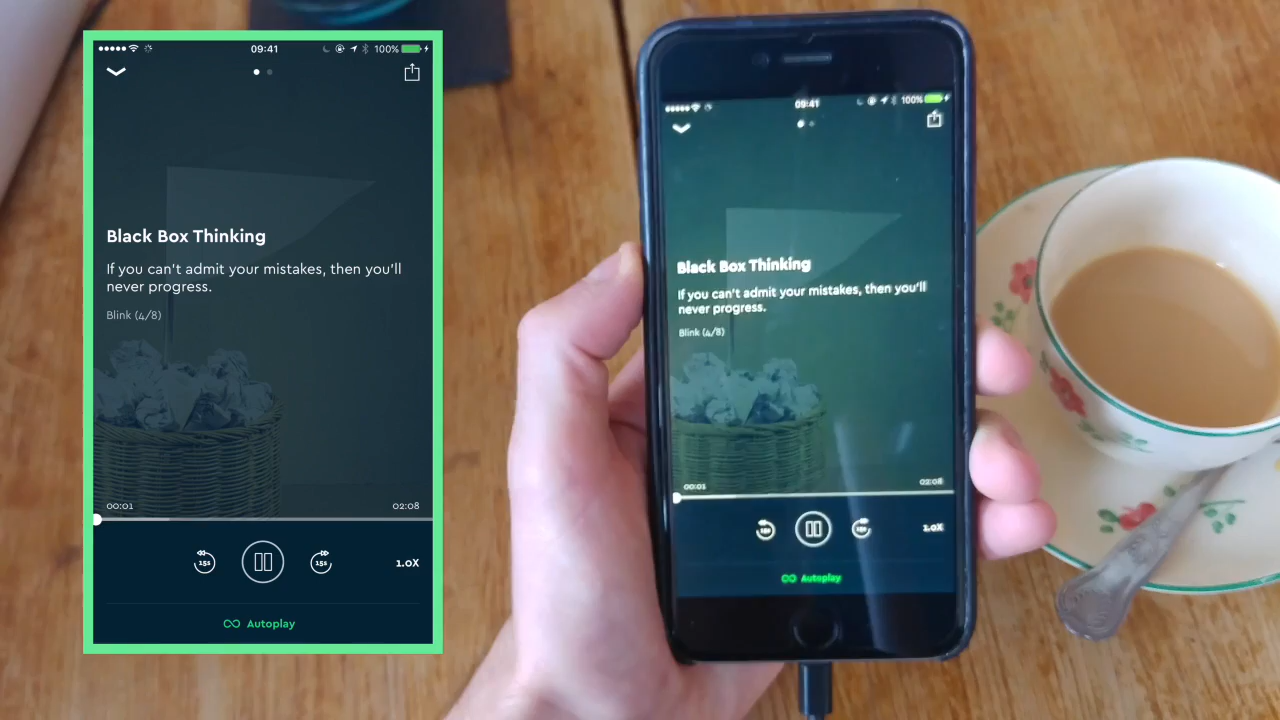 09:41
100%
Black Box Thinking
If you can't admit your mistakes, then you'll
never progress.
Blink (4/8)
00:01
02:08
15s
15s
1.0X
Autoplay
09:41
100%
Black Box Thinking
If you can't admit your mistakes, then you'll
never progress.
Blink (4/8)
00:01
02:08
15s
15s
1.0X
Autoplay